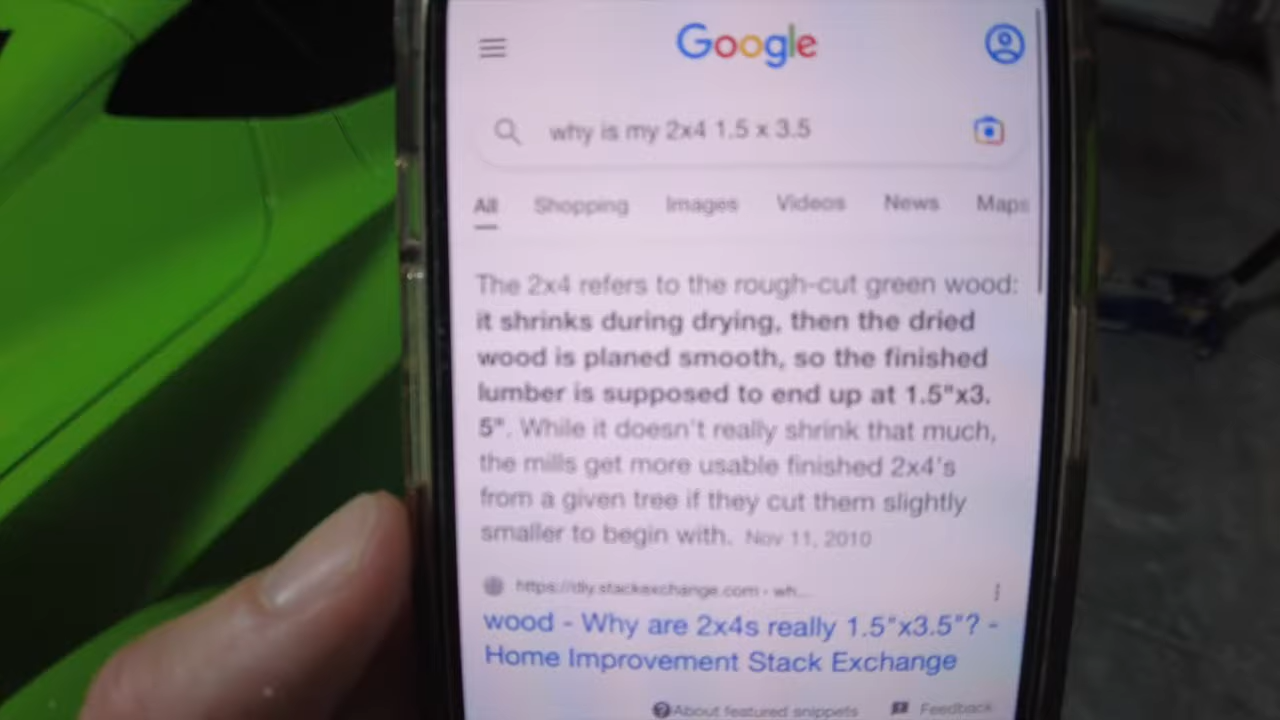 Google
why is my 2x4 1.5 x 3.5
All Shopping Images Videos News Maps
The 2x4 refers to the rough-cut green wood:
it shrinks during drying, then the dried
wood is planed smooth, so the finished
lumber is supposed to end up at 1.5"x3.
5". While it doesn't really shrink that much,
the mills get more usable finished 2x4's
from a given tree if they cut them slightly
smaller to begin with. Nov 11, 2010
https://diy.stackexchange.com › wh...
wood - Why are 2x4s really 1.5"x3.5"? -
Home Improvement Stack Exchange
About featured snippets Feedback